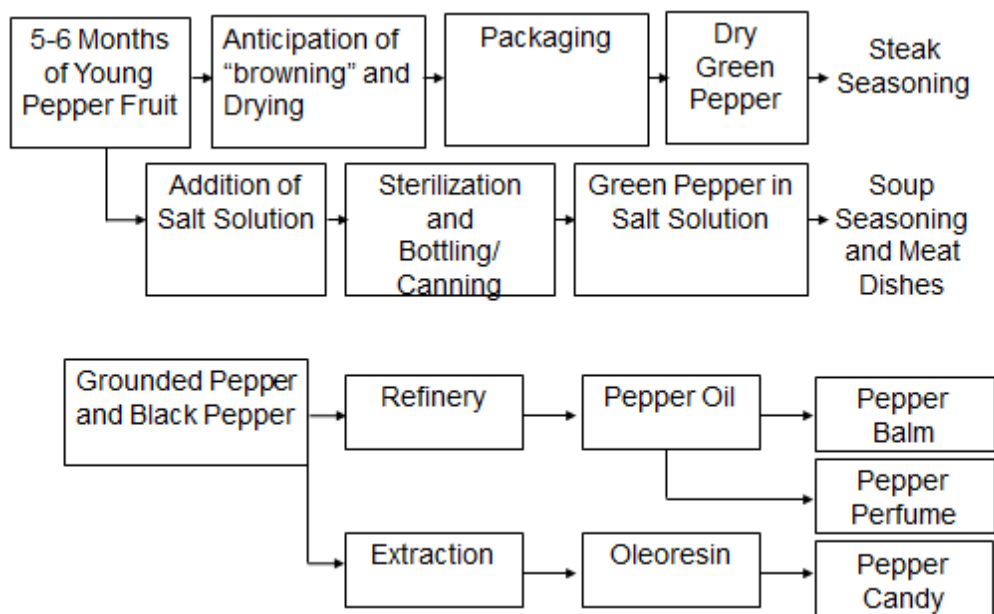 5-6 Months
of Young
Pepper Fruit
Anticipation of
“browning” and
Drying
Packaging
Dry
Green
Pepper
Steak
Seasoning
Addition of
Salt Solution
Sterilization
and
Bottling/
Canning
Green Pepper in
Salt Solution
Soup
Seasoning
and Meat
Dishes
Grounded Pepper
and Black Pepper
Refinery
Pepper Oil
Pepper
Balm
Pepper
Perfume
Extraction
Oleoresin
Pepper
Candy